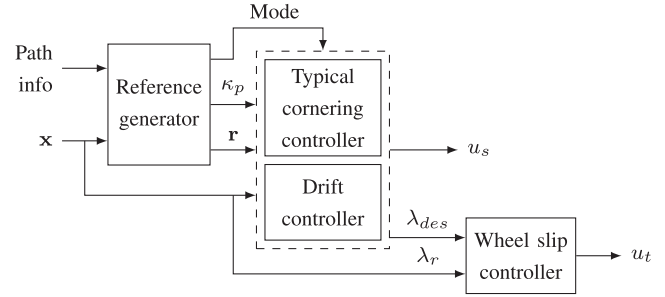 Mode
Path
info
Reference
generator
κ_p
Typical
cornering
controller
x
r
u_s
Drift
controller
λ_des
λ_r
Wheel slip
controller
u_t